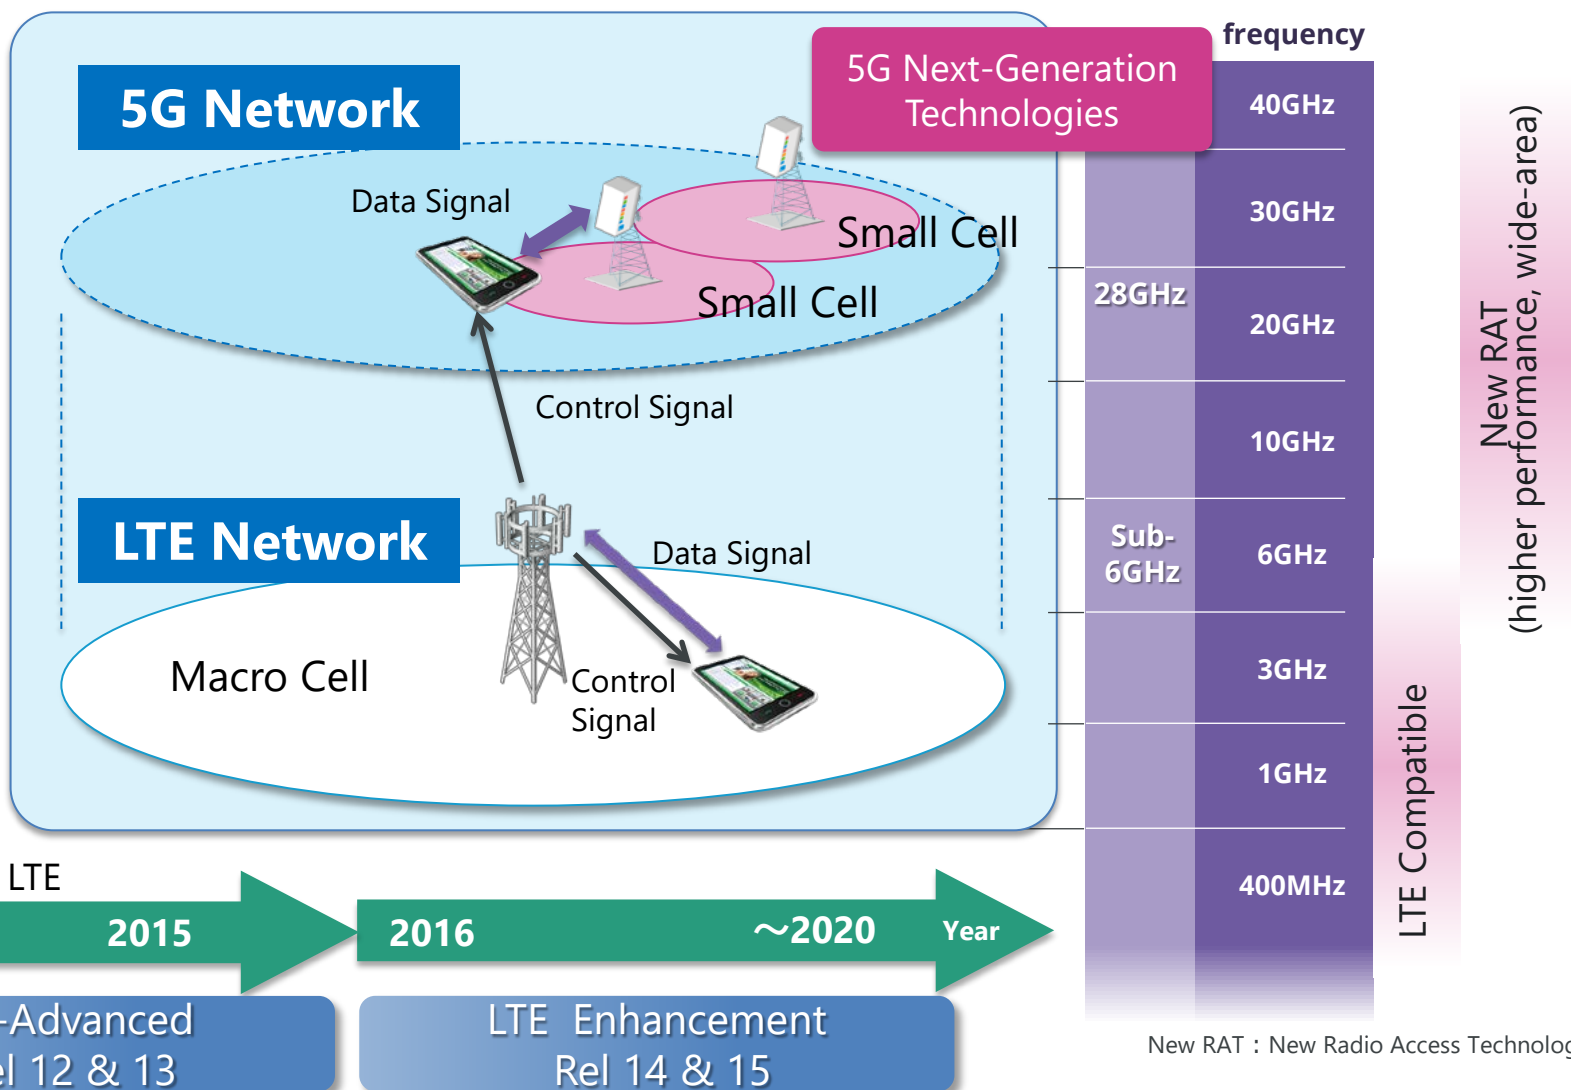 frequency
5G Next-Generation
Technologies
5G Network
Data Signal
Small Cell
Small Cell
Control Signal
LTE Network
Data Signal
Macro Cell
Control
Signal
40GHz
30GHz
28GHz
20GHz
10GHz
Sub-
6GHz
6GHz
3GHz
1GHz
400MHz
New RAT
(higher performance, wide-area)
LTE Compatible
LTE
2015
2016
～2020
Year
-Advanced
el 12 & 13
LTE Enhancement
Rel 14 & 15
New RAT : New Radio Access Technolog